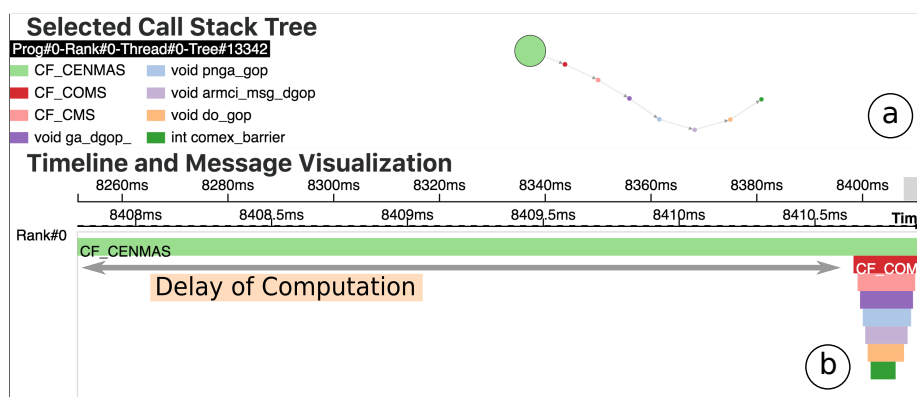 Selected Call Stack Tree
Prog#0-Rank#0-Thread#0-Tree#13342
CF_CENMAS void pnga_gop
CF_COMS void armci_msg_dgop
CF_CMS void do_gop
void ga_dgop_ int comex_barrier
a
Timeline and Message Visualization
8260ms 8280ms 8300ms 8320ms 8340ms 8360ms 8380ms 8400ms
8408ms 8408.5ms 8409ms 8409.5ms 8410ms 8410.5ms Tim
Rank#0
CF_CENMAS
CF_COM
Delay of Computation
b